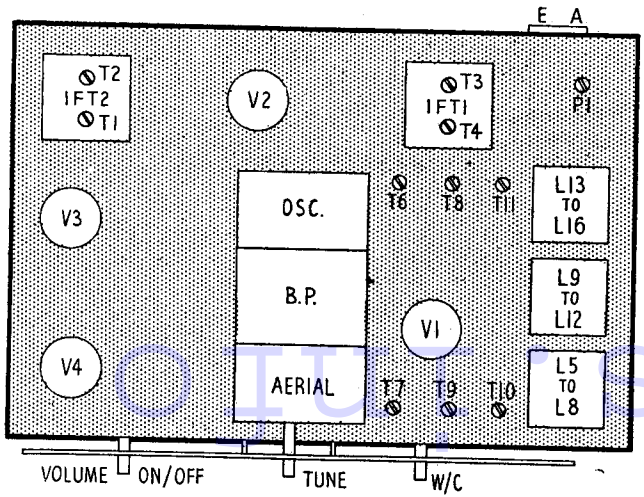 E A
T2
IFT2
T1
V2
T3
IFT1
T4
P1
V3
OSC.
T6 T8 T11
L13
TO
L16
B.P.
L9
TO
L12
V1
V4
AERIAL
T7 T9 T10
L5
TO
L8
VOLUME ON/OFF TUNE W/C